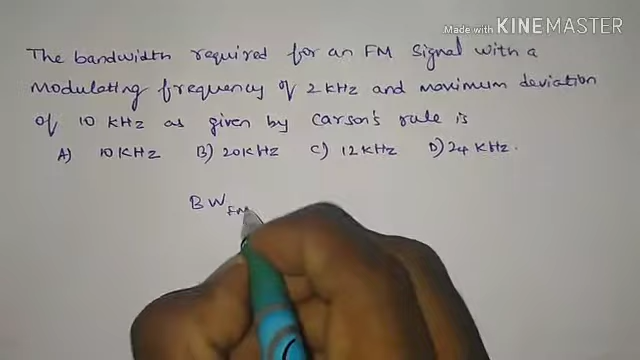 Made with KINEMASTER
The bandwidth required for an FM signal with a
Modulating frequency of 2 KHz and maximum deviation
of 10 KHz as given by Carson's rule is
A) 10 KHz B) 20 KHz C) 12 KHz D) 24 KHz.
BW FM